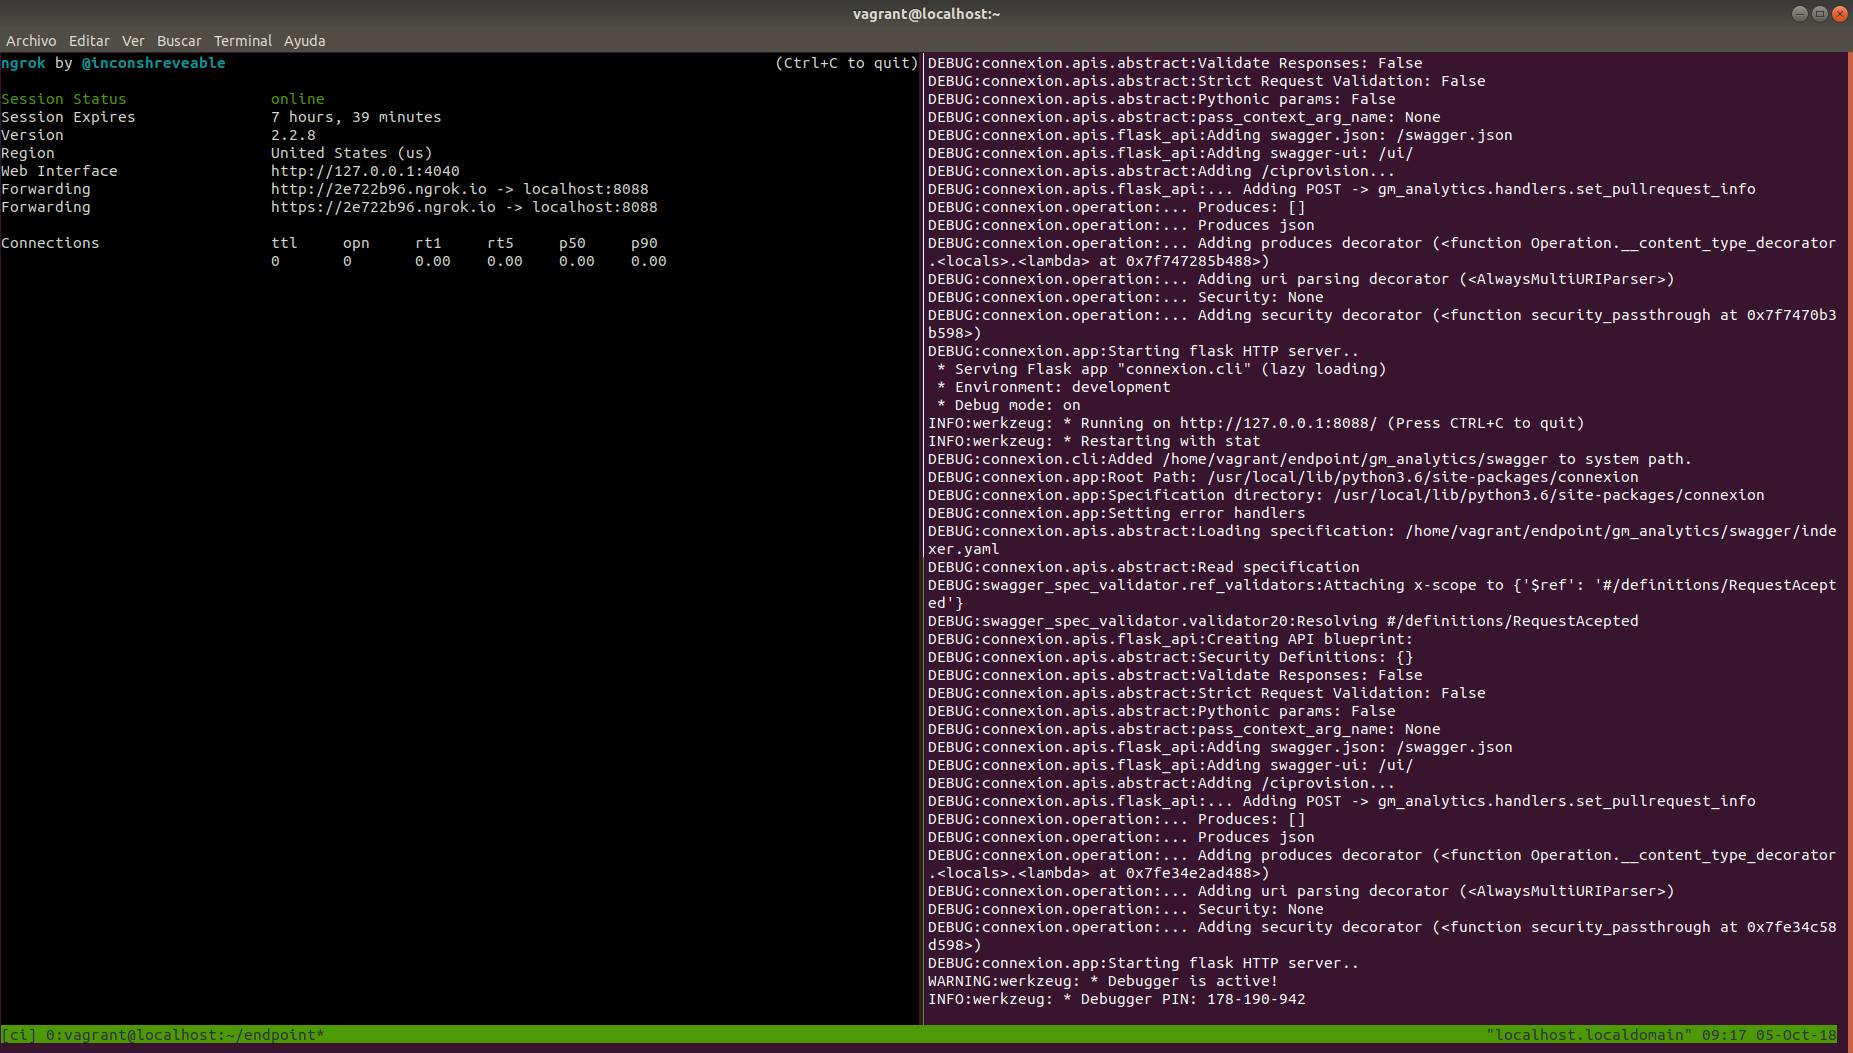 vagrant@localhost:~
Archivo Editar Ver Buscar Terminal Ayuda
ngrok by @inconshreveable (Ctrl+C to quit)
Session Status online
Session Expires 7 hours, 39 minutes
Version 2.2.8
Region United States (us)
Web Interface http://127.0.0.1:4040
Forwarding http://2e722b96.ngrok.io -> localhost:8088
Forwarding https://2e722b96.ngrok.io -> localhost:8088
Connections ttl opn rt1 rt5 p50 p90
0 0 0.00 0.00 0.00 0.00
DEBUG:connexion.apis.abstract:Validate Responses: False
DEBUG:connexion.apis.abstract:Strict Request Validation: False
DEBUG:connexion.apis.abstract:Pythonic params: False
DEBUG:connexion.apis.abstract:pass_context_arg_name: None
DEBUG:connexion.apis.flask_api:Adding swagger.json: /swagger.json
DEBUG:connexion.apis.flask_api:Adding swagger-ui: /ui/
DEBUG:connexion.apis.abstract:Adding /ciprovision...
DEBUG:connexion.apis.flask_api:... Adding POST -> gm_analytics.handlers.set_pullrequest_info
DEBUG:connexion.operation:... Produces: []
DEBUG:connexion.operation:... Produces json
DEBUG:connexion.operation:... Adding produces decorator (<function Operation.__content_type_decorator
.<locals>.<lambda> at 0x7f747285b488>)
DEBUG:connexion.operation:... Adding uri parsing decorator (<AlwaysMultiURIParser>)
DEBUG:connexion.operation:... Security: None
DEBUG:connexion.operation:... Adding security decorator (<function security_passthrough at 0x7f7470b3
b598>)
DEBUG:connexion.app:Starting flask HTTP server..
* Serving Flask app "connexion.cli" (lazy loading)
* Environment: development
* Debug mode: on
INFO:werkzeug: * Running on http://127.0.0.1:8088/ (Press CTRL+C to quit)
INFO:werkzeug: * Restarting with stat
DEBUG:connexion.cli:Added /home/vagrant/endpoint/gm_analytics/swagger to system path.
DEBUG:connexion.app:Root Path: /usr/local/lib/python3.6/site-packages/connexion
DEBUG:connexion.app:Specification directory: /usr/local/lib/python3.6/site-packages/connexion
DEBUG:connexion.app:Setting error handlers
DEBUG:connexion.apis.abstract:Loading specification: /home/vagrant/endpoint/gm_analytics/swagger/inde
xer.yaml
DEBUG:connexion.apis.abstract:Read specification
DEBUG:swagger_spec_validator.ref_validators:Attaching x-scope to {'$ref': '#/definitions/RequestAcept
ed'}
DEBUG:swagger_spec_validator.validator20:Resolving #/definitions/RequestAcepted
DEBUG:connexion.apis.flask_api:Creating API blueprint:
DEBUG:connexion.apis.abstract:Security Definitions: {}
DEBUG:connexion.apis.abstract:Validate Responses: False
DEBUG:connexion.apis.abstract:Strict Request Validation: False
DEBUG:connexion.apis.abstract:Pythonic params: False
DEBUG:connexion.apis.abstract:pass_context_arg_name: None
DEBUG:connexion.apis.flask_api:Adding swagger.json: /swagger.json
DEBUG:connexion.apis.flask_api:Adding swagger-ui: /ui/
DEBUG:connexion.apis.abstract:Adding /ciprovision...
DEBUG:connexion.apis.flask_api:... Adding POST -> gm_analytics.handlers.set_pullrequest_info
DEBUG:connexion.operation:... Produces: []
DEBUG:connexion.operation:... Produces json
DEBUG:connexion.operation:... Adding produces decorator (<function Operation.__content_type_decorator
.<locals>.<lambda> at 0x7fe34e2ad488>)
DEBUG:connexion.operation:... Adding uri parsing decorator (<AlwaysMultiURIParser>)
DEBUG:connexion.operation:... Security: None
DEBUG:connexion.operation:... Adding security decorator (<function security_passthrough at 0x7fe34c58
d598>)
DEBUG:connexion.app:Starting flask HTTP server..
WARNING:werkzeug: * Debugger is active!
INFO:werkzeug: * Debugger PIN: 178-190-942
[ci] 0:vagrant@localhost:~/endpoint* "localhost.localdomain" 09:17 05-Oct-18